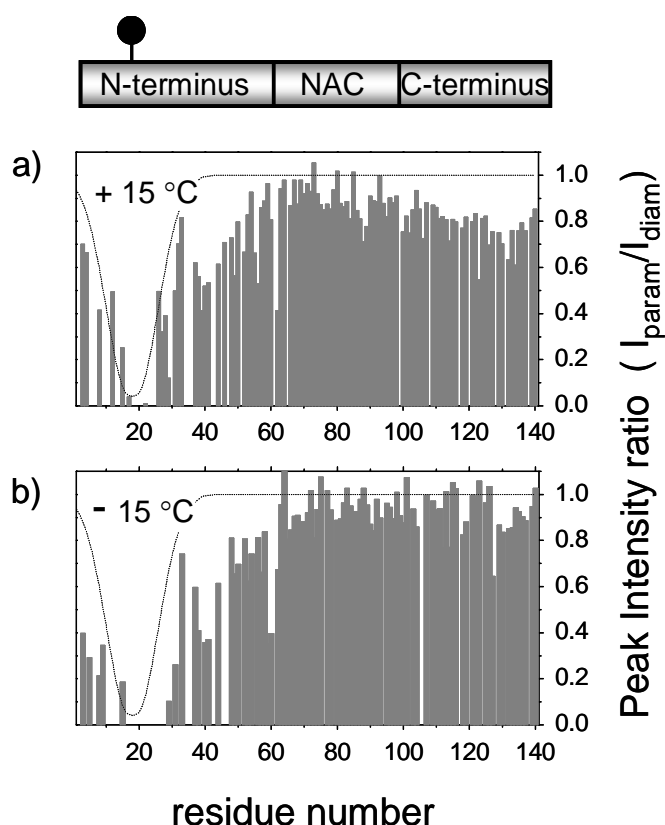 N-terminus NAC C-terminus
a)
+ 15 °C
1.0
0.8
0.6
0.4
0.2
0.0
20 40 60 80 100 120 140
b)
- 15 °C
1.0
0.8
0.6
0.4
0.2
0.0
20 40 60 80 100 120 140
residue number
Peak Intensity ratio ( Iparam/Idiam)